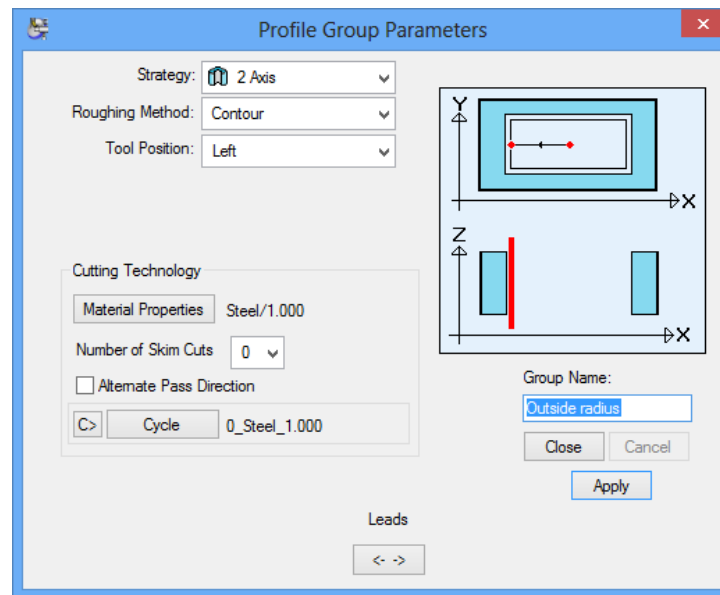 Profile Group Parameters
Strategy: 2 Axis
Roughing Method: Contour
Tool Position: Left
Y
X
Z
X
Cutting Technology
Material Properties Steel/1.000
Number of Skim Cuts 0
Alternate Pass Direction
C> Cycle 0_Steel_1.000
Group Name:
Outside radius
Close Cancel
Apply
Leads
<- ->